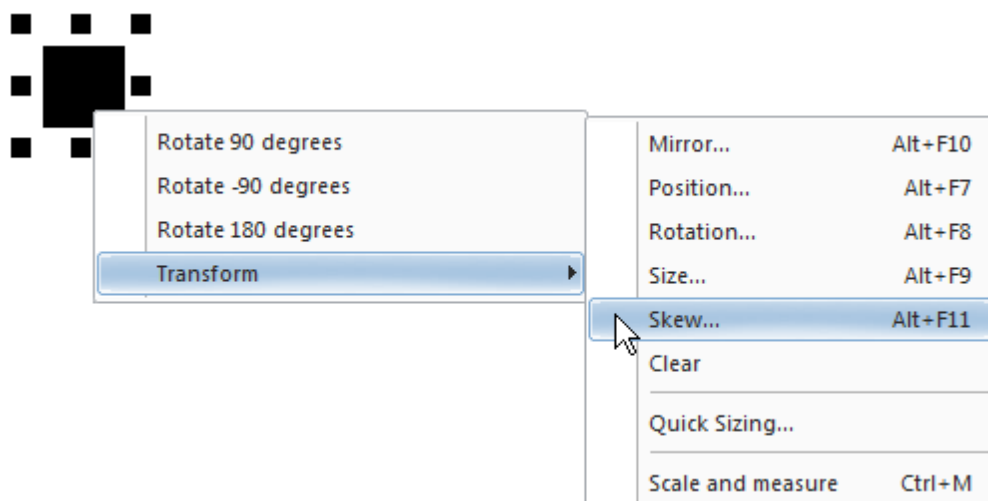 Rotate 90 degrees
Rotate -90 degrees
Rotate 180 degrees
Transform
Mirror... Alt+F10
Position... Alt+F7
Rotation... Alt+F8
Size... Alt+F9
Skew... Alt+F11
Clear
Quick Sizing...
Scale and measure Ctrl+M